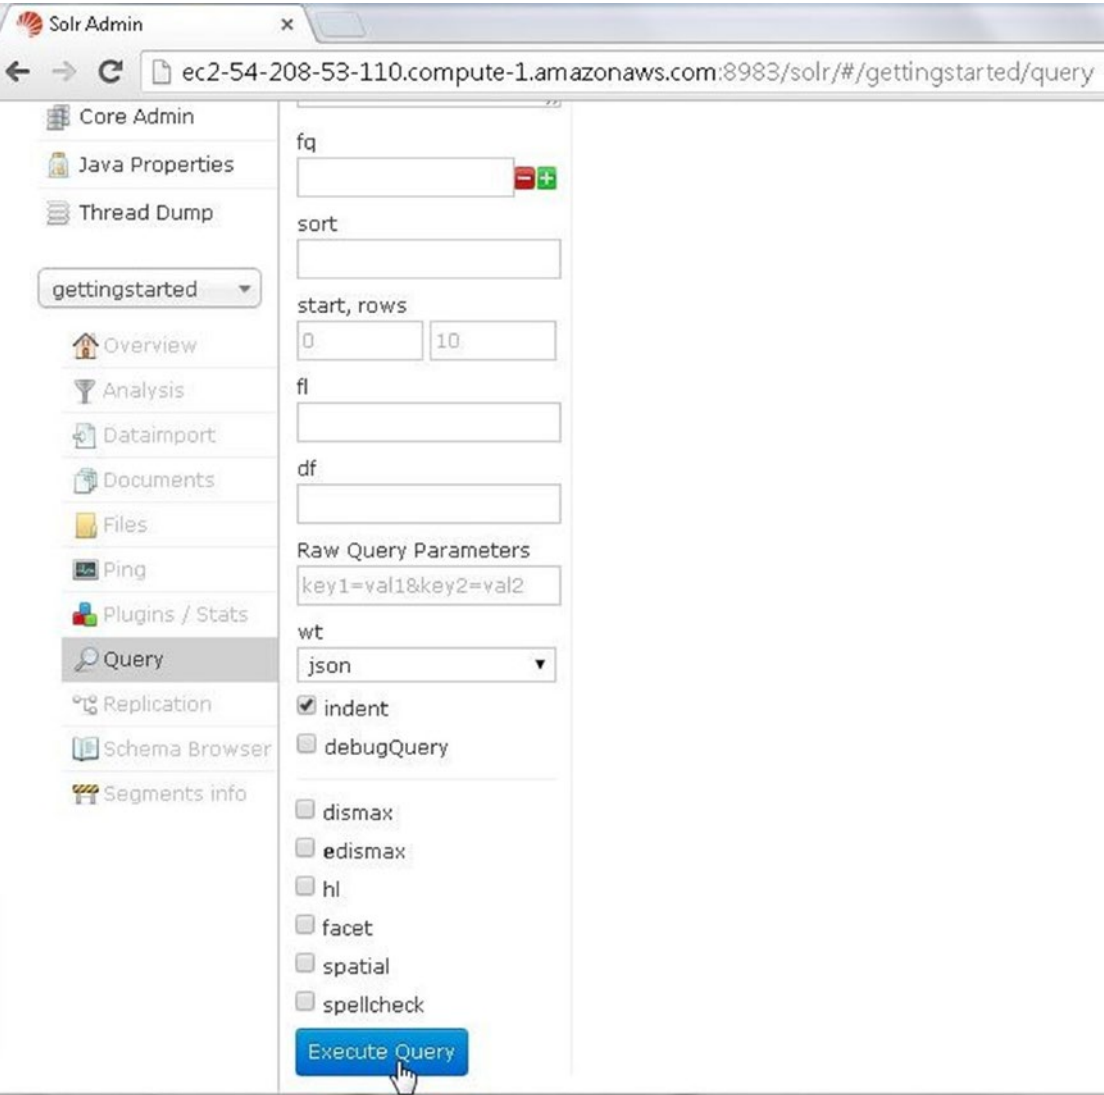 Solr Admin
ec2-54-208-53-110.compute-1.amazonaws.com:8983/solr/#/gettingstarted/query
Core Admin
Java Properties
Thread Dump
gettingstarted
Overview
Analysis
Dataimport
Documents
Files
Ping
Plugins / Stats
Query
Replication
Schema Browser
Segments info
fq
sort
start, rows
0 10
fl
df
Raw Query Parameters
key1=val1&key2=val2
wt
json
indent
debugQuery
dismax
edismax
hl
facet
spatial
spellcheck
Execute Query